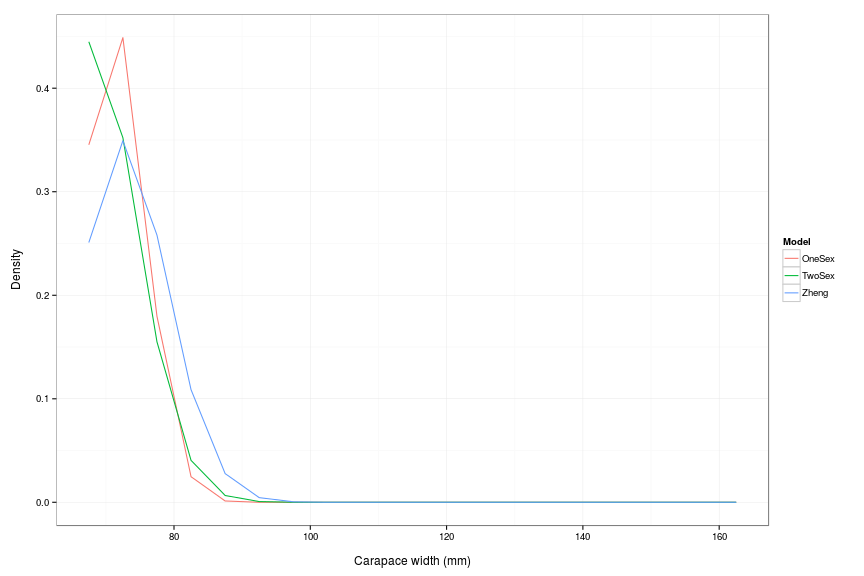 Density
0.4
0.3
0.2
0.1
0.0
80 100 120 140 160
Carapace width (mm)
Model
OneSex
TwoSex
Zheng